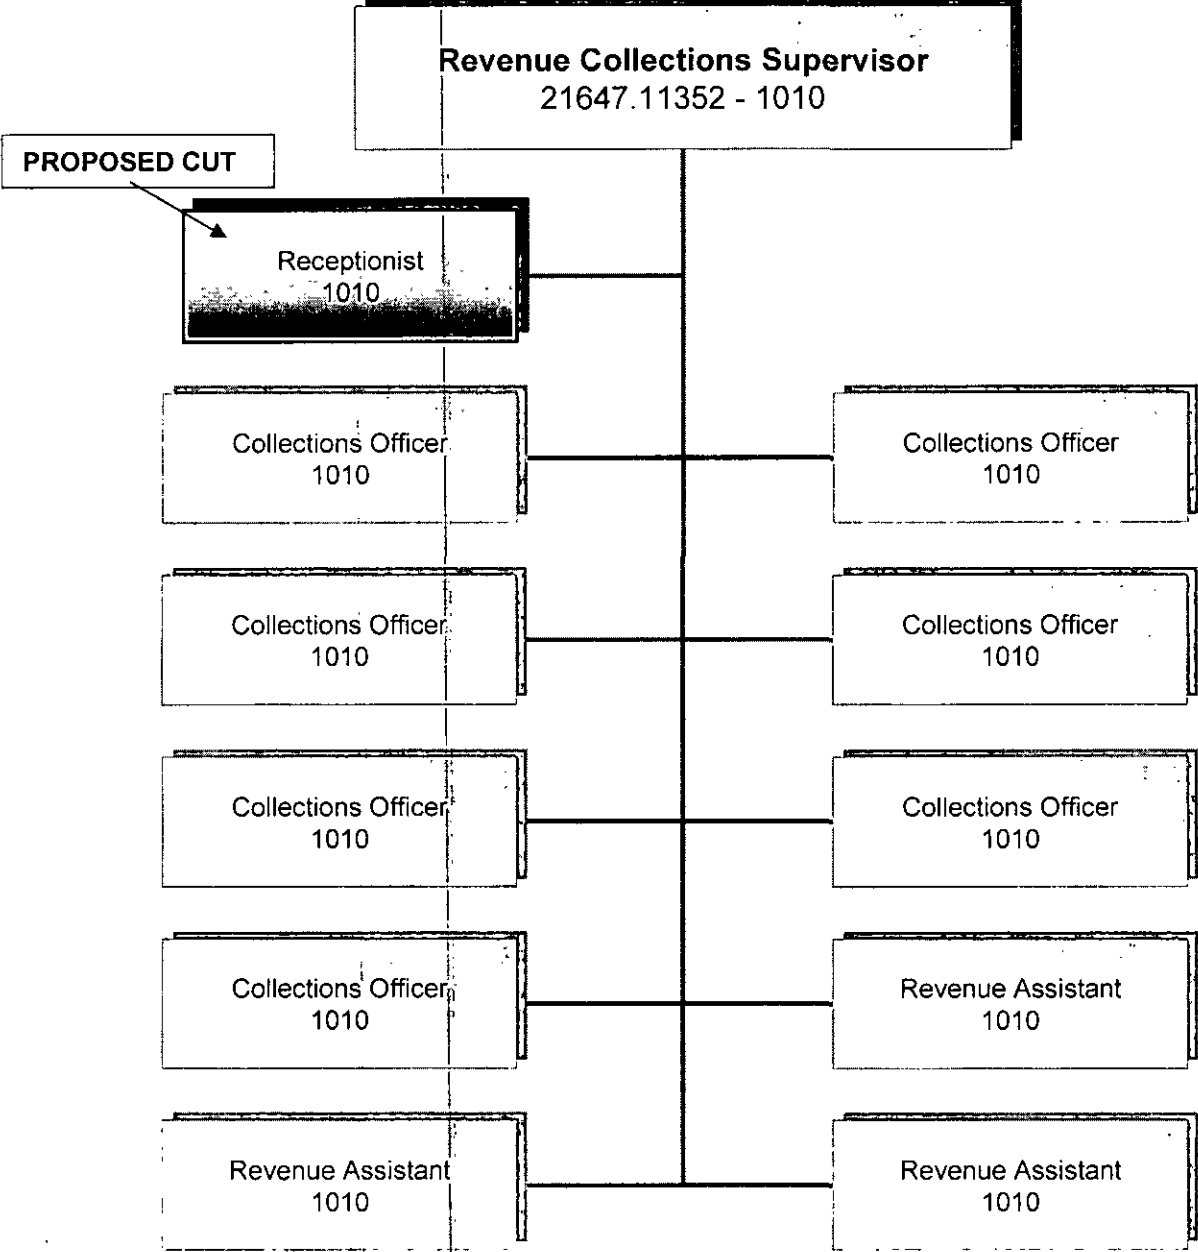 Revenue Collections Supervisor
21647.11352 - 1010
PROPOSED CUT
Receptionist
1010
Collections Officer
1010
Collections Officer
1010
Collections Officer
1010
Collections Officer
1010
Collections Officer
1010
Collections Officer
1010
Collections Officer
1010
Revenue Assistant
1010
Revenue Assistant
1010
Revenue Assistant
1010